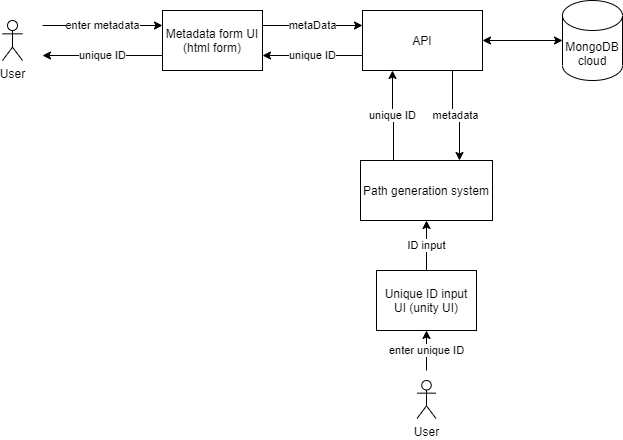 enter metadata
Metadata form UI
(html form)
metaData
API
MongoDB
cloud
unique ID
unique ID
User
unique ID
metadata
Path generation system
ID input
Unique ID input
UI (unity UI)
enter unique ID
User